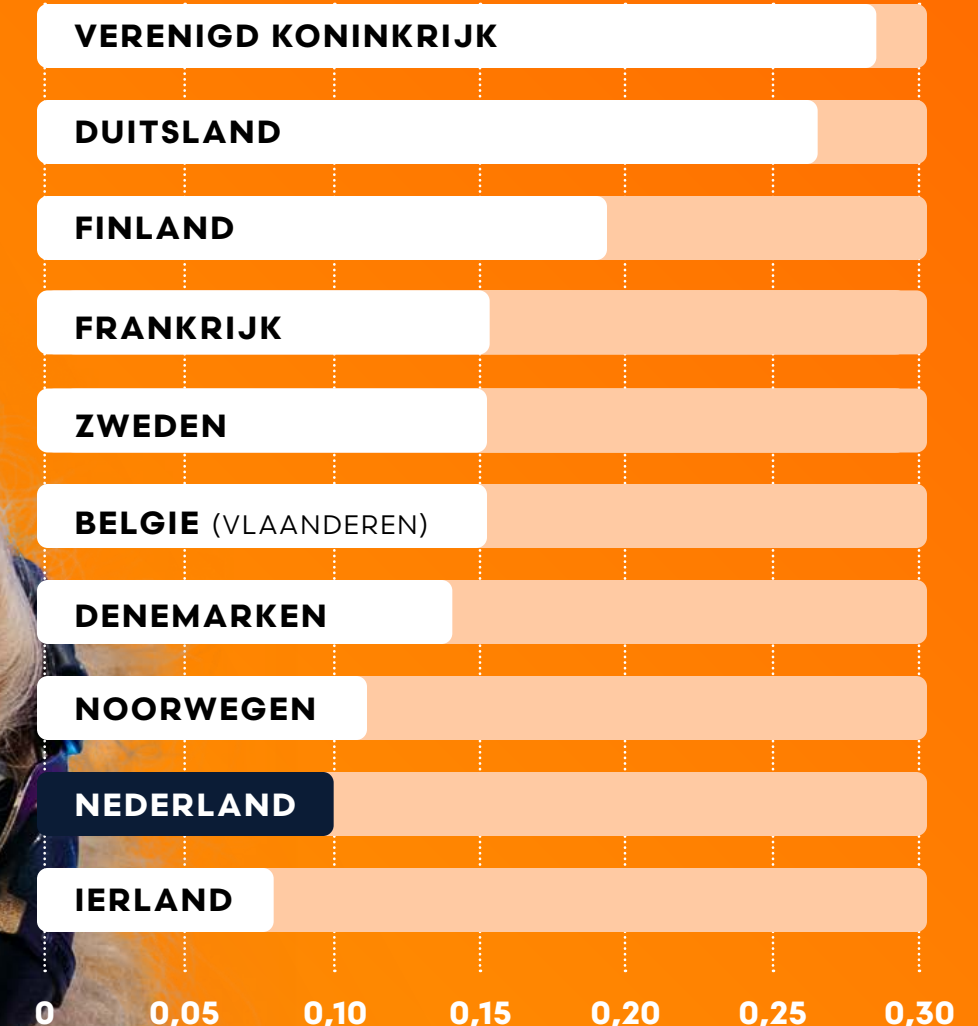 VERENIGD KONINKRIJK
DUITSLAND
FINLAND
FRANKRIJK
ZWEDEN
BELGIE (VLAANDEREN)
DENEMARKEN
NOORWEGEN
NEDERLAND
IERLAND
0 0,05 0,10 0,15 0,20 0,25 0,30